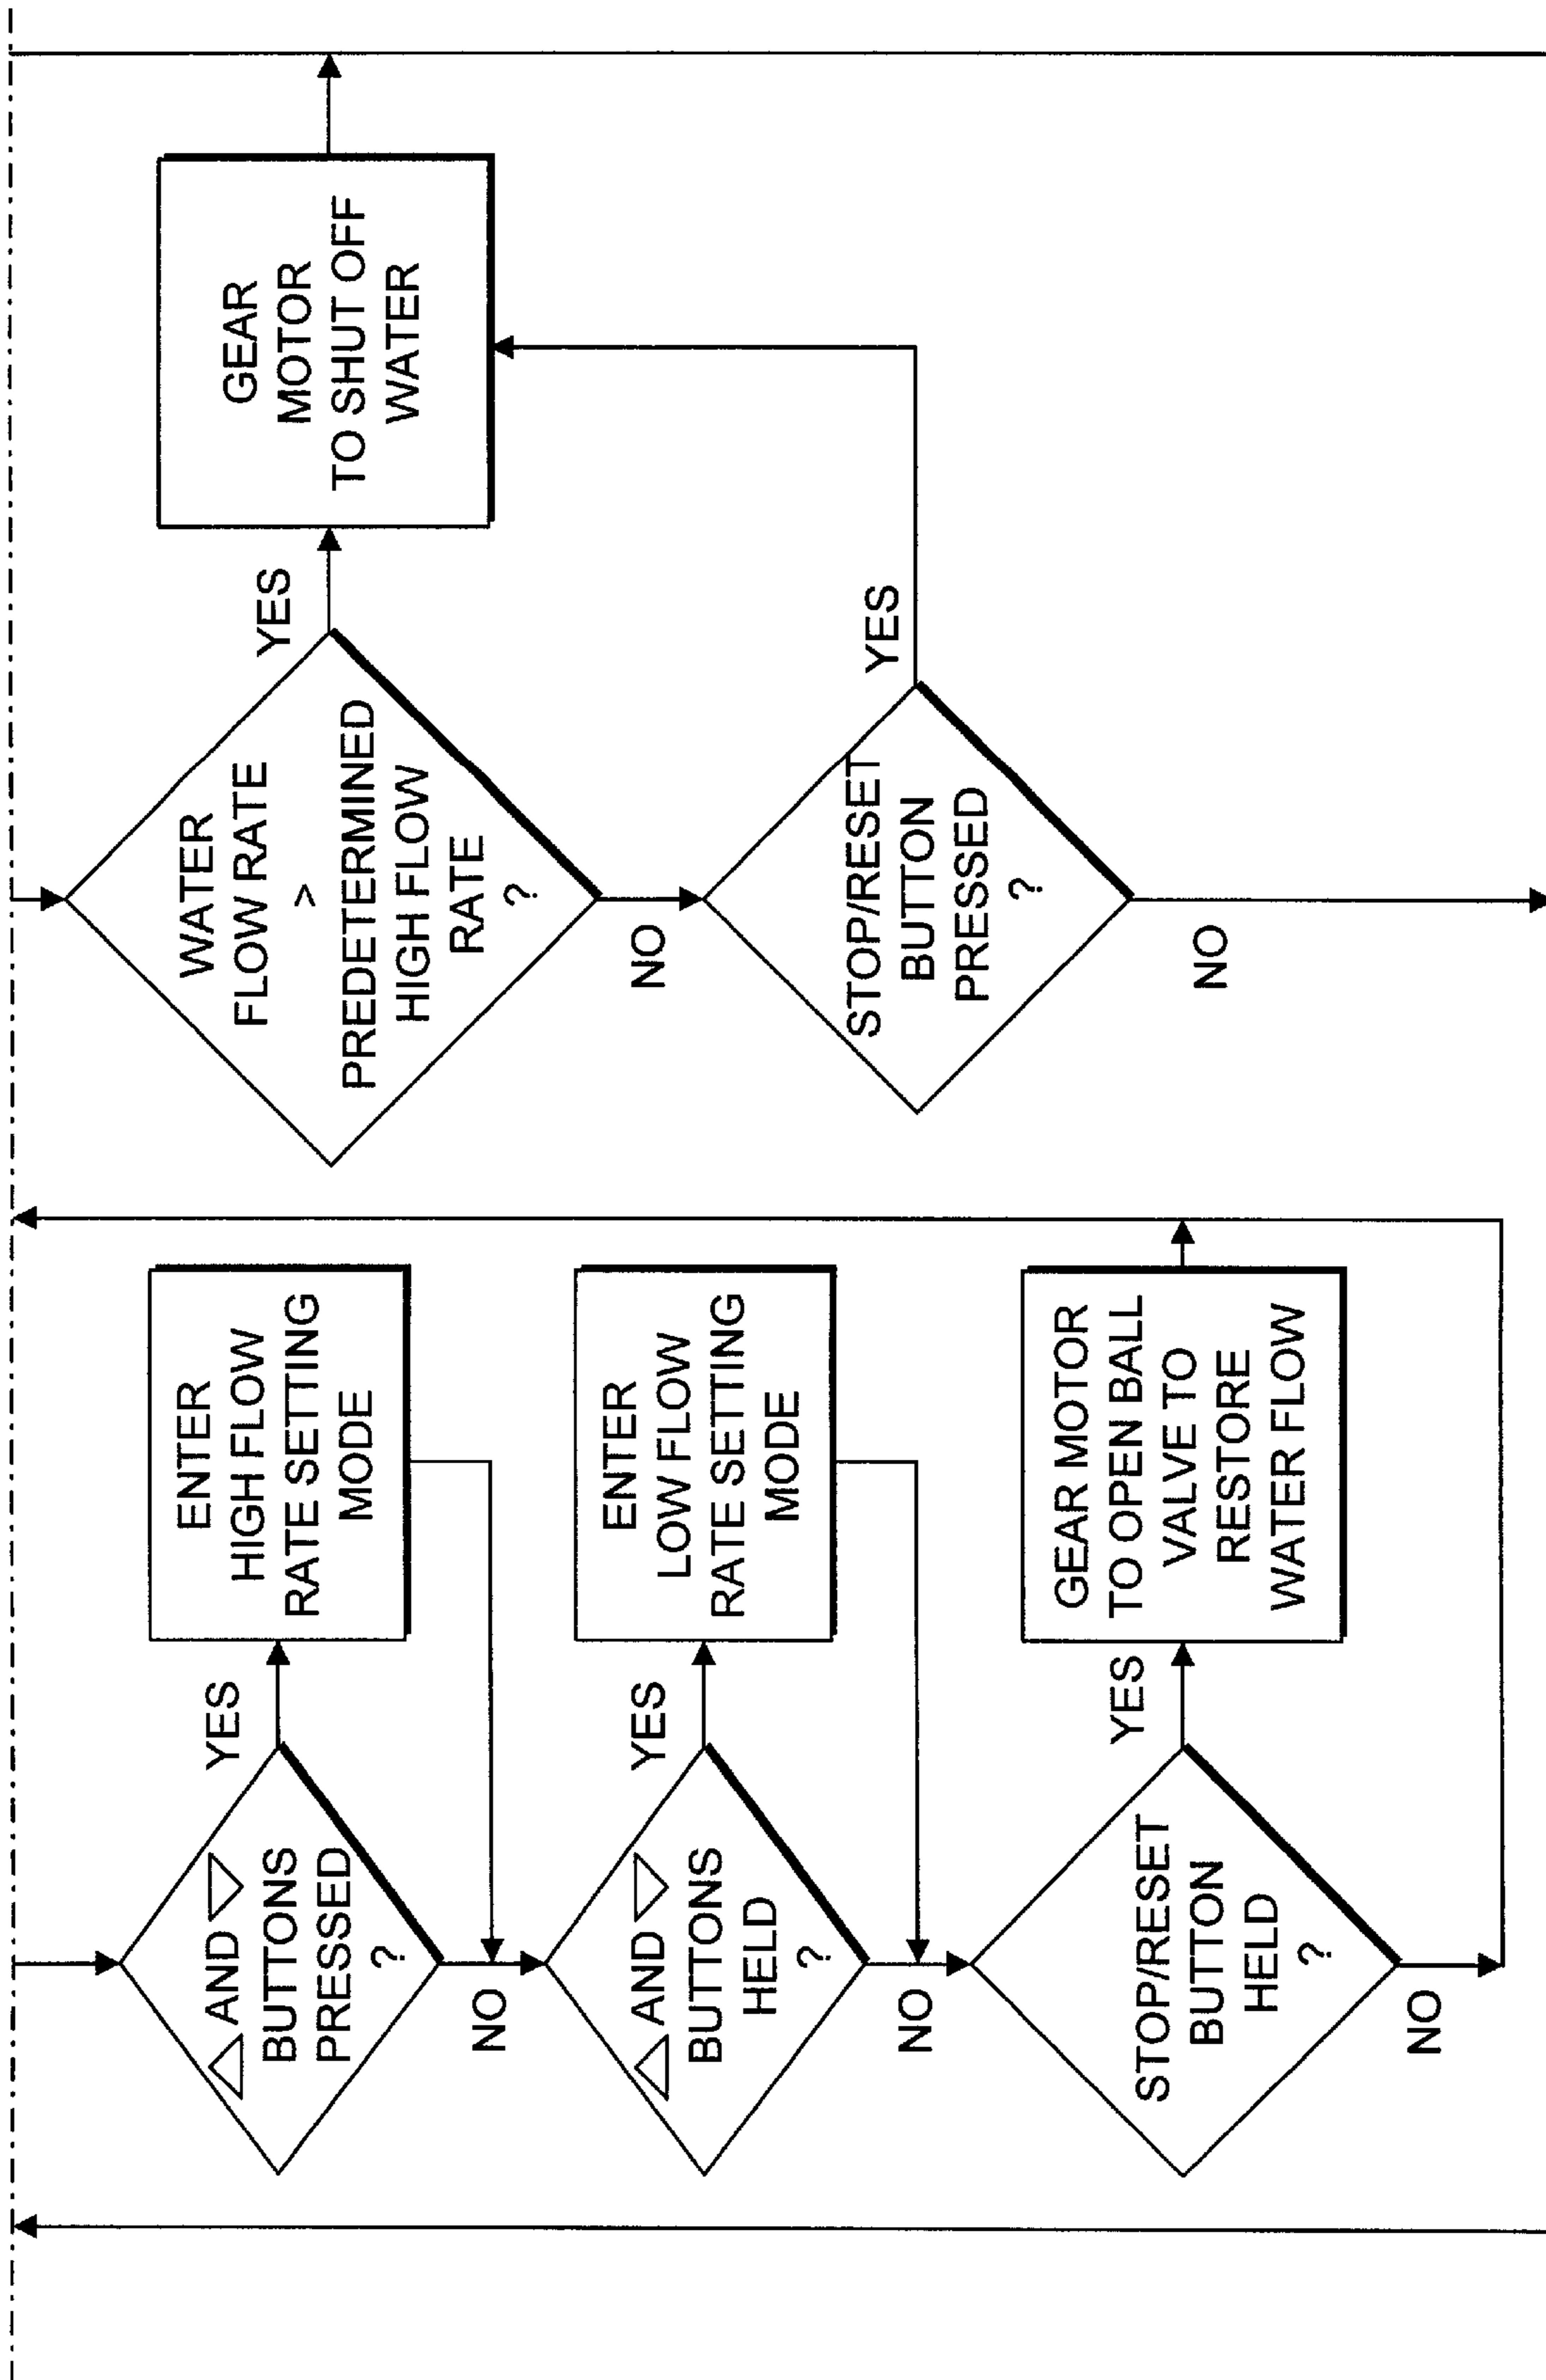 △ AND ▽
BUTTONS
PRESSED
?
YES
ENTER
HIGH FLOW
RATE SETTING
MODE
NO
△ AND ▽
BUTTONS
HELD
?
YES
ENTER
LOW FLOW
RATE SETTING
MODE
NO
STOP/RESET
BUTTON
HELD
?
YES
GEAR MOTOR
TO OPEN BALL
VALVE TO
RESTORE
WATER FLOW
NO
WATER
FLOW RATE
>
PREDETERMINED
HIGH FLOW
RATE
?
YES
GEAR
MOTOR
TO SHUT OFF
WATER
NO
STOP/RESET
BUTTON
PRESSED
?
YES
NO